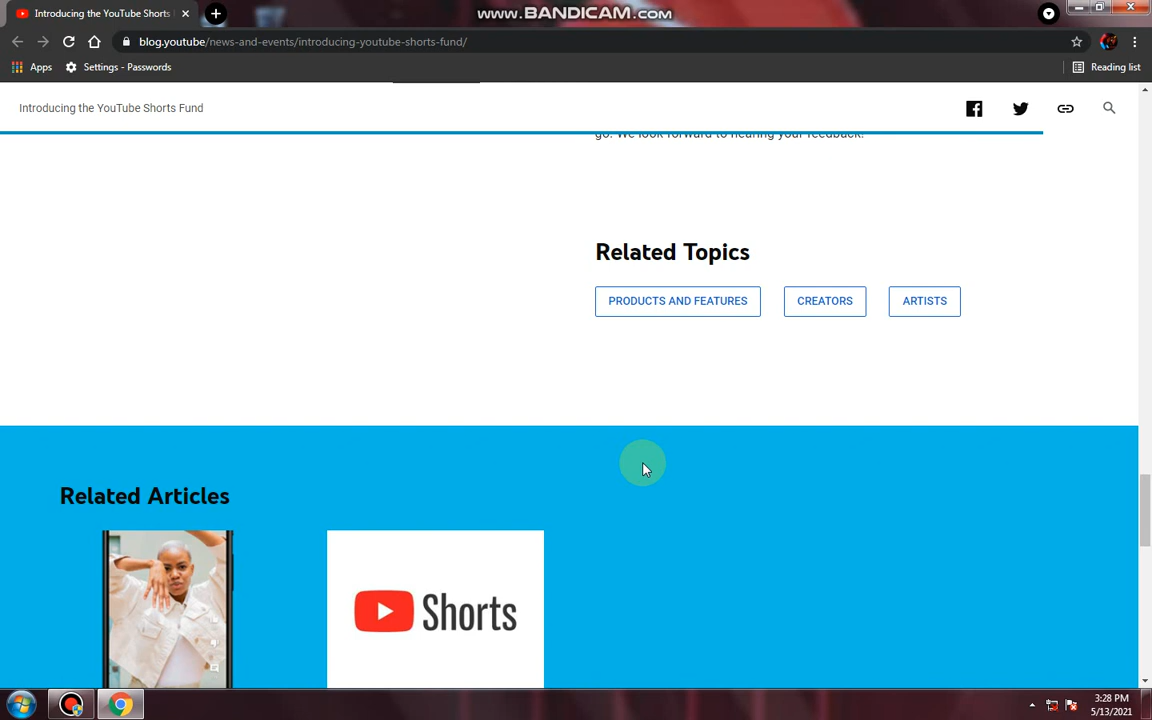 Introducing the YouTube Shorts
www.BANDICAM.com
blog.youtube/news-and-events/introducing-youtube-shorts-fund/
Apps
Settings - Passwords
Reading list
Introducing the YouTube Shorts Fund
go. We look forward to hearing your feedback.
Related Topics
PRODUCTS AND FEATURES
CREATORS
ARTISTS
Related Articles
Shorts
3:28 PM
5/13/2021